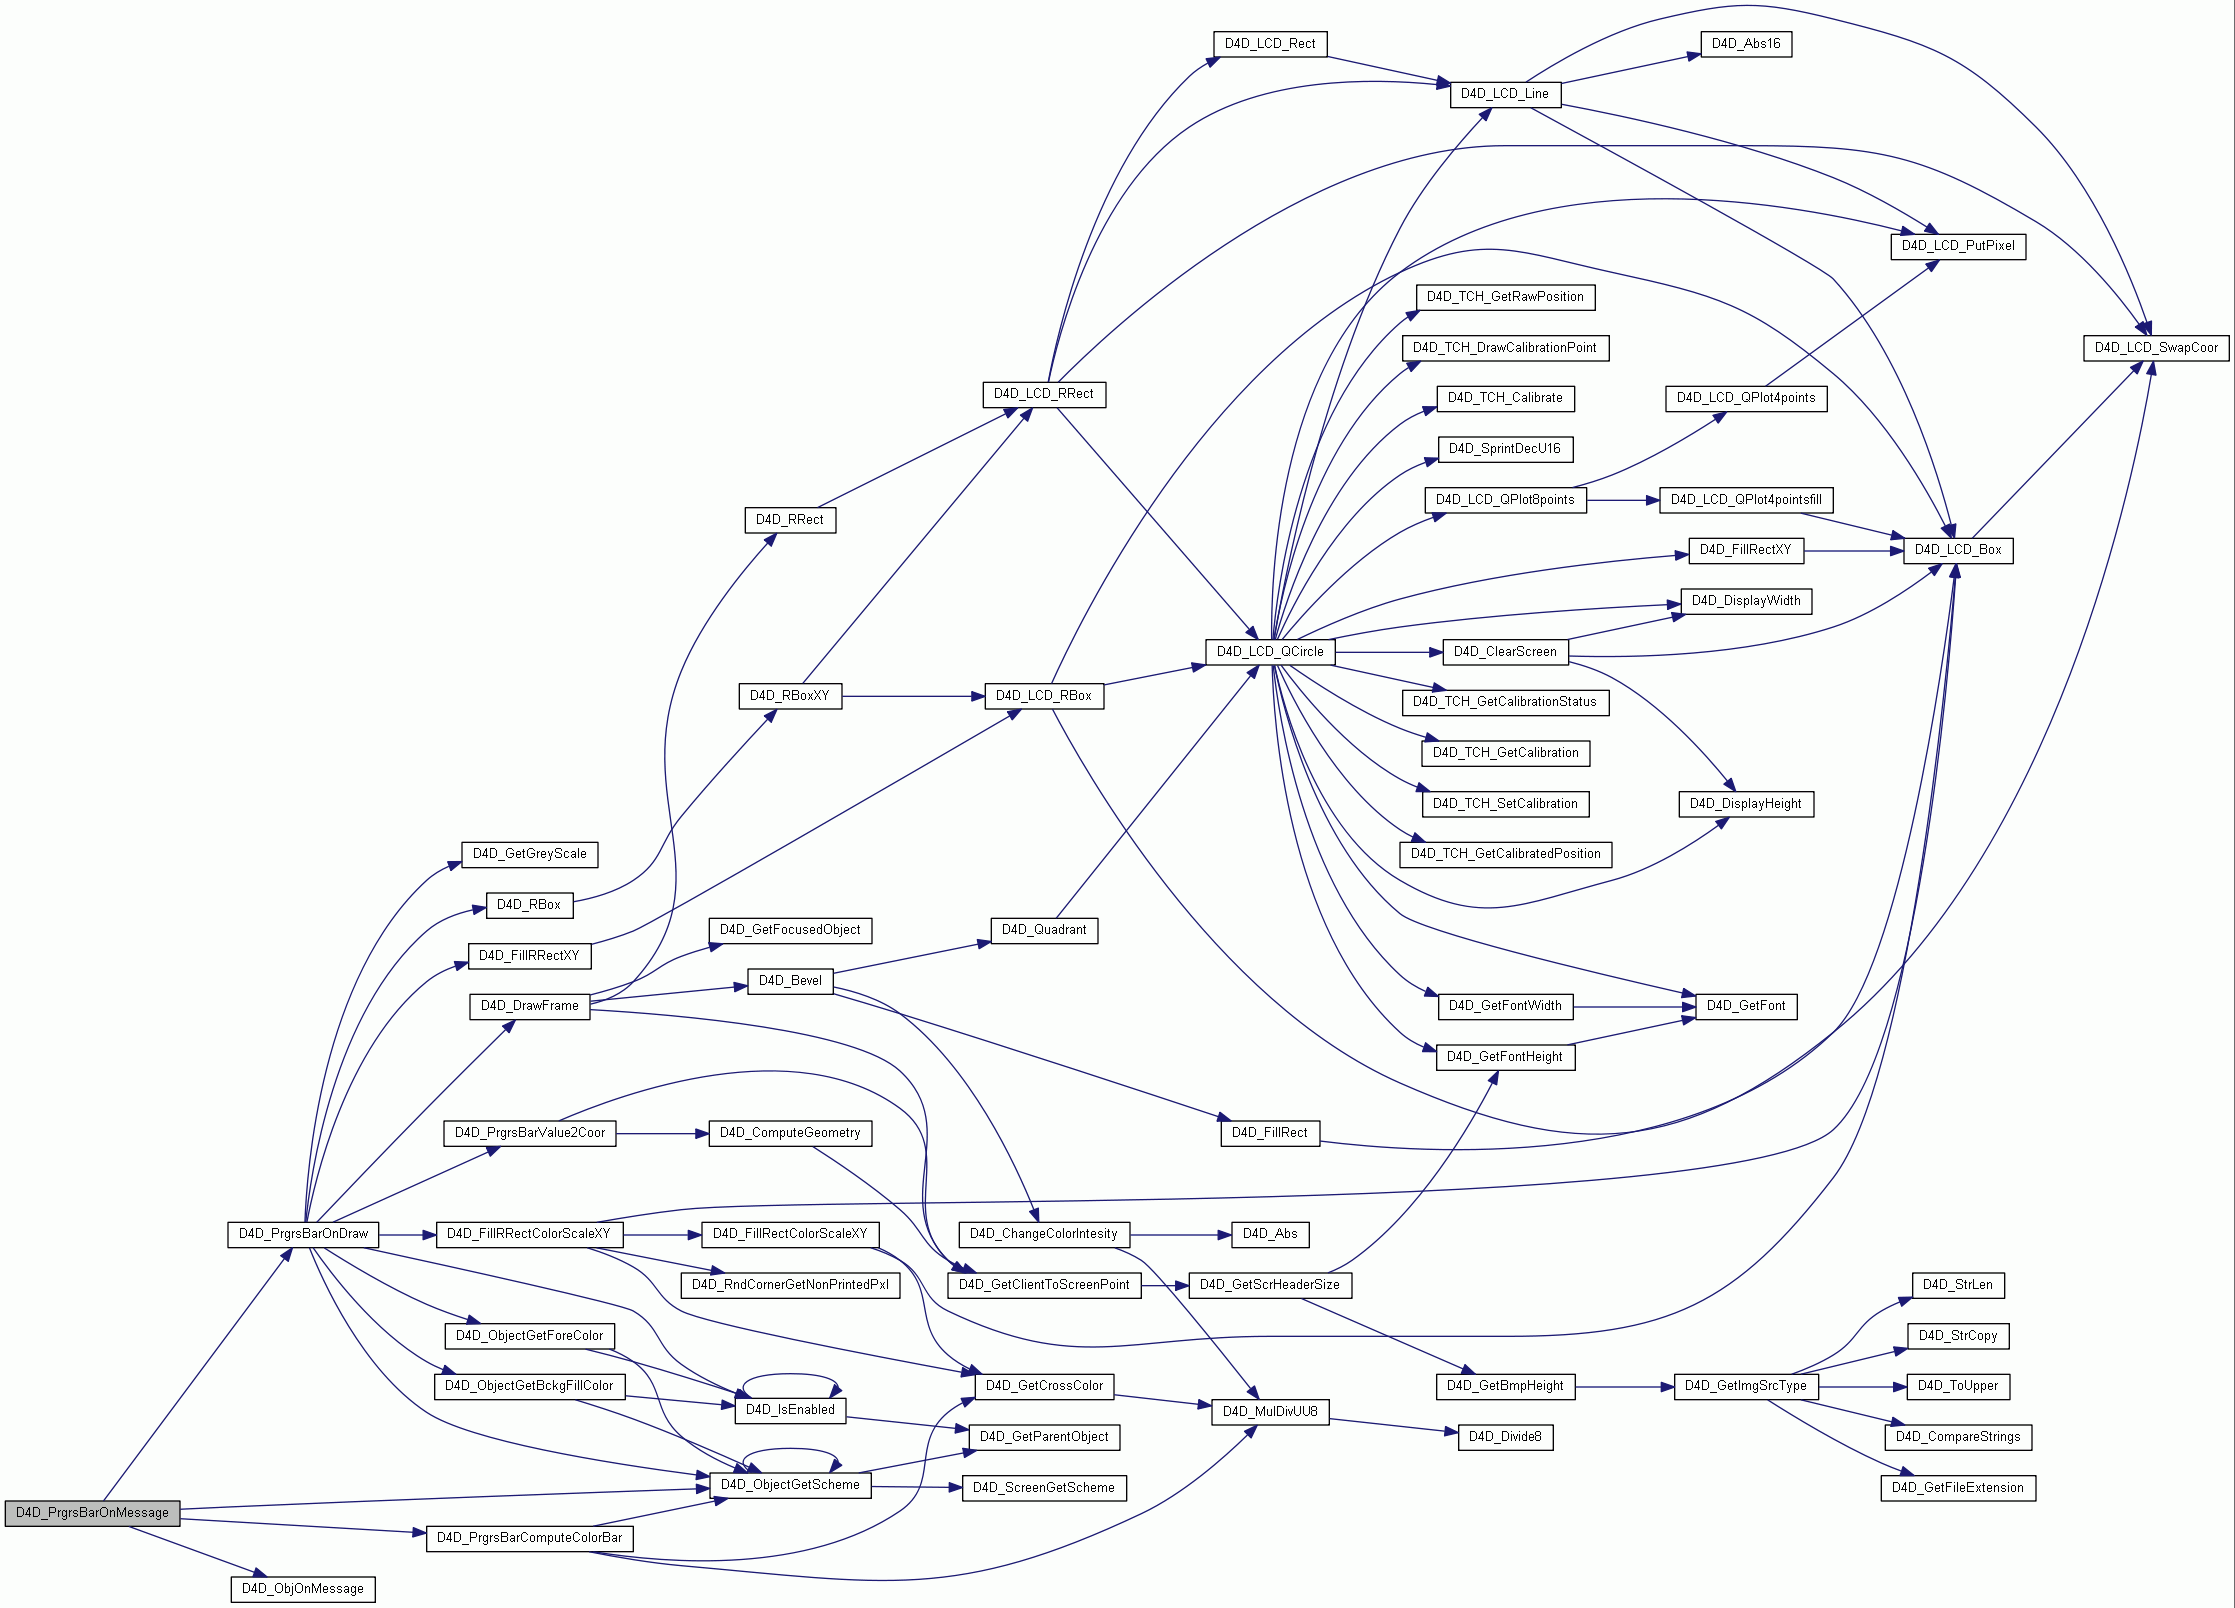 D4D_LCD_Rect
D4D_Abs16
D4D_LCD_Line
D4D_LCD_PutPixel
D4D_TCH_GetRawPosition
D4D_TCH_DrawCalibrationPoint
D4D_LCD_SwapCoor
D4D_LCD_RRect
D4D_TCH_Calibrate
D4D_LCD_QPlot4points
D4D_SprintDecU16
D4D_LCD_QPlot8points
D4D_LCD_QPlot4pointsfill
D4D_RRect
D4D_FillRectXY
D4D_LCD_Box
D4D_DisplayWidth
D4D_LCD_QCircle
D4D_ClearScreen
D4D_RBoxXY
D4D_LCD_RBox
D4D_TCH_GetCalibrationStatus
D4D_TCH_GetCalibration
D4D_TCH_SetCalibration
D4D_DisplayHeight
D4D_GetGreyScale
D4D_TCH_GetCalibratedPosition
D4D_RBox
D4D_GetFocusedObject
D4D_Quadrant
D4D_FillRRectXY
D4D_Bevel
D4D_DrawFrame
D4D_GetFontWidth
D4D_GetFont
D4D_GetFontHeight
D4D_PrgrsBarValue2Coor
D4D_ComputeGeometry
D4D_FillRect
D4D_PrgrsBarOnDraw
D4D_FillRRectColorScaleXY
D4D_FillRectColorScaleXY
D4D_ChangeColorIntesity
D4D_Abs
D4D_RndCornerGetNonPrintedPxl
D4D_GetClientToScreenPoint
D4D_GetScrHeaderSize
D4D_StrLen
D4D_ObjectGetForeColor
D4D_StrCopy
D4D_ObjectGetBckgFillColor
D4D_GetCrossColor
D4D_GetBmpHeight
D4D_GetImgSrcType
D4D_ToUpper
D4D_IsEnabled
D4D_MulDivUU8
D4D_GetParentObject
D4D_Divide8
D4D_CompareStrings
D4D_ObjectGetScheme
D4D_ScreenGetScheme
D4D_GetFileExtension
D4D_PrgrsBarOnMessage
D4D_PrgrsBarComputeColorBar
D4D_ObjOnMessage